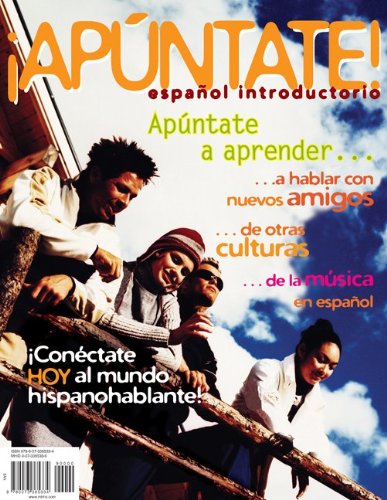 ¡APÚNTATE!
español introductorio
Apúntate
a aprender...
...a hablar con
nuevos amigos
...de otras
culturas
...de la música
en español
¡Conéctate
HOY al mundo
hispanohablante!
90000